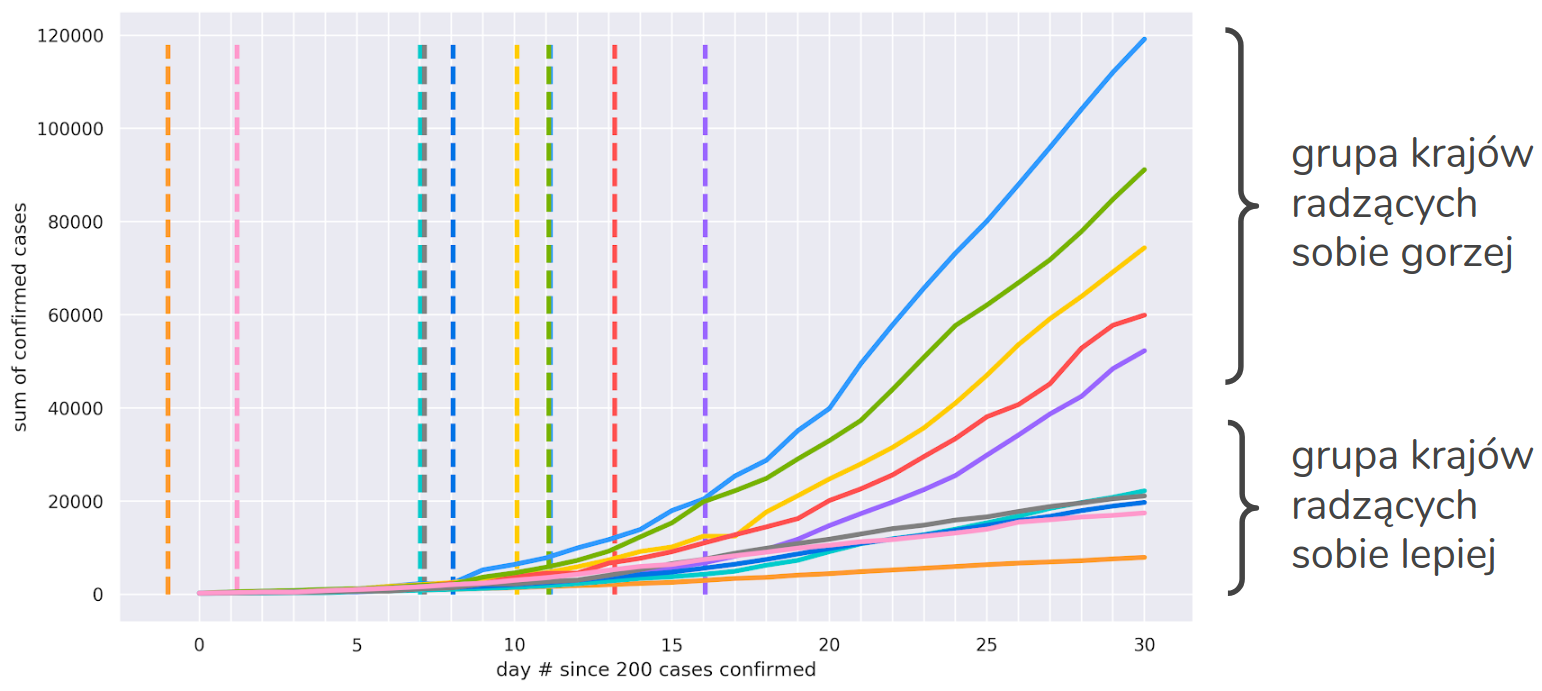 120000
100000
80000
60000
40000
20000
0
sum of confirmed cases
0 5 10 15 20 25 30
day # since 200 cases confirmed
grupa krajów
radzących
sobie gorzej
grupa krajów
radzących
sobie lepiej